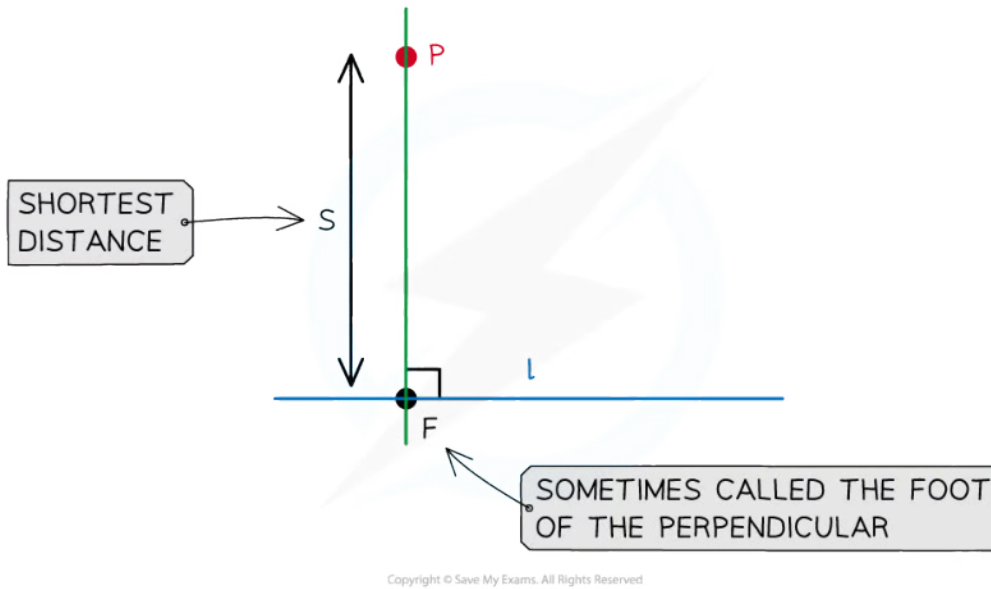 P
SHORTEST
DISTANCE
S
l
F
SOMETIMES CALLED THE FOOT
OF THE PERPENDICULAR
Copyright © Save My Exams. All Rights Reserved